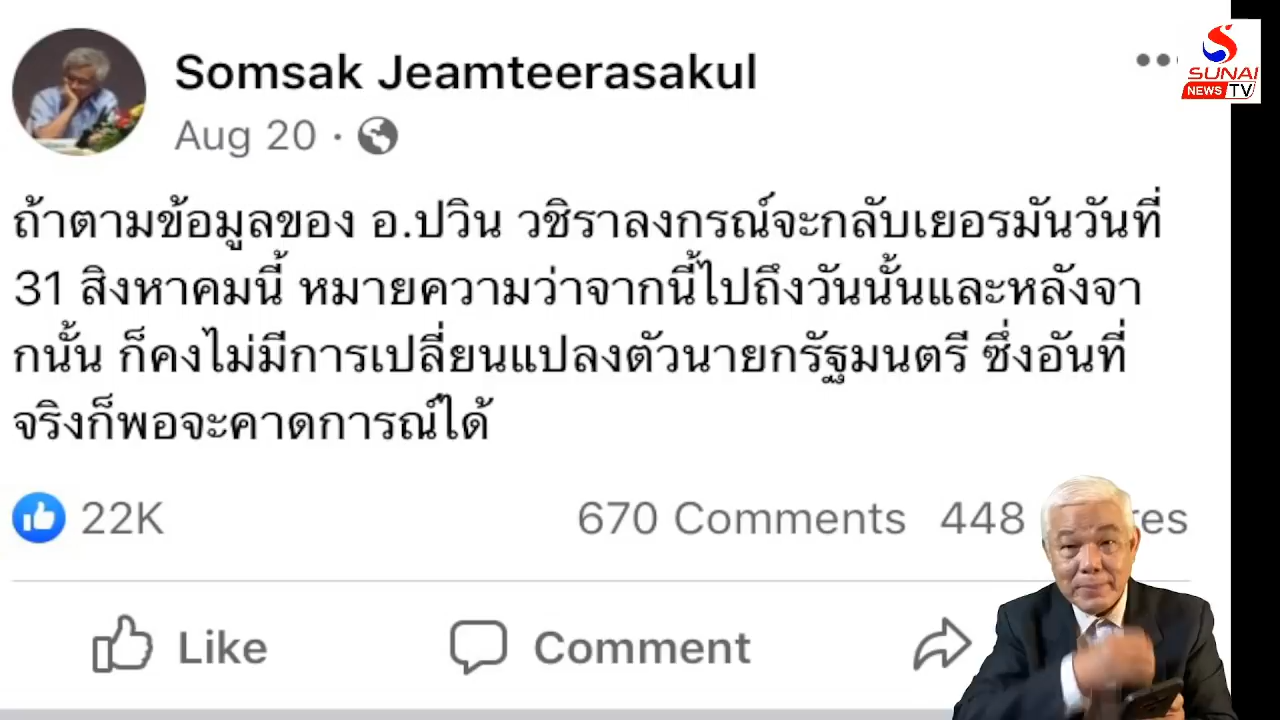 Somsak Jeamteerasakul
Aug 20 ·
SUNAI
NEWS TV
ถ้าตามข้อมูลของ อ.ปวิน วชิราลงกรณ์จะกลับเยอรมันวันที่
31 สิงหาคมนี้ หมายความว่าจากนี้ไปถึงวันนั้นและหลังจา
กนั้น ก็คงไม่มีการเปลี่ยนแปลงตัวนายกรัฐมนตรี ซึ่งอันที่
จริงก็พอจะคาดการณ์ได้
22K 670 Comments 448
Like Comment